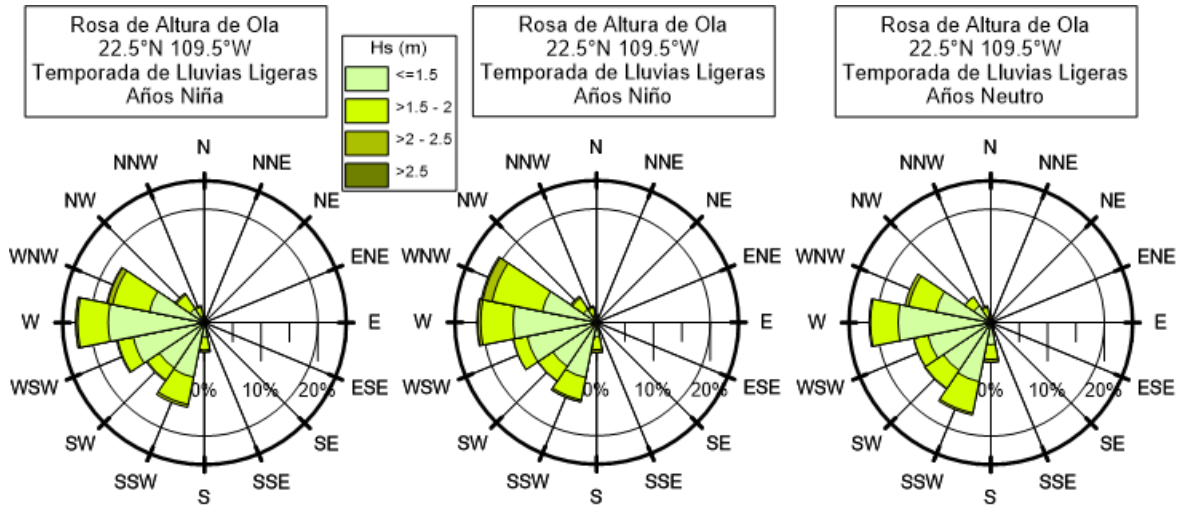 Rosa de Altura de Ola
22.5°N 109.5°W
Temporada de Lluvias Ligeras
Años Niña
Hs (m)
<=1.5
>1.5 - 2
>2 - 2.5
>2.5
Rosa de Altura de Ola
22.5°N 109.5°W
Temporada de Lluvias Ligeras
Años Niño
Rosa de Altura de Ola
22.5°N 109.5°W
Temporada de Lluvias Ligeras
Años Neutro
N
NNE
NE
ENE
E
ESE
SE
SSE
S
SSW
SW
WSW
W
WNW
NW
NNW
0% 10% 20%
N
NNE
NE
ENE
E
ESE
SE
SSE
S
SSW
SW
WSW
W
WNW
NW
NNW
0% 10% 20%
N
NNE
NE
ENE
E
ESE
SE
SSE
S
SSW
SW
WSW
W
WNW
NW
NNW
0% 10% 20%